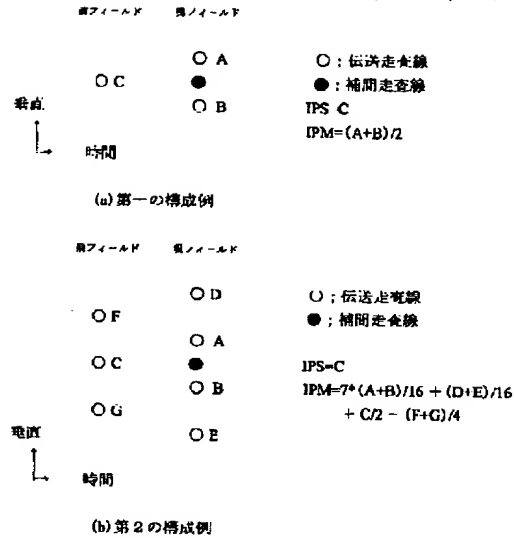 前フィールド 現フィールド
A
○；伝送走査線
C
●；補間走査線
B
IPS=C
垂直
IPM=(A+B)/2
時間
(a)第一の構成例
前フィールド 現フィールド
D
○；伝送走査線
F
●；補間走査線
A
C
IPS=C
B
IPM=7*(A+B)/16 + (D+E)/16
G
+ C/2 − (F+G)/4
垂直
E
時間
(b)第２の構成例